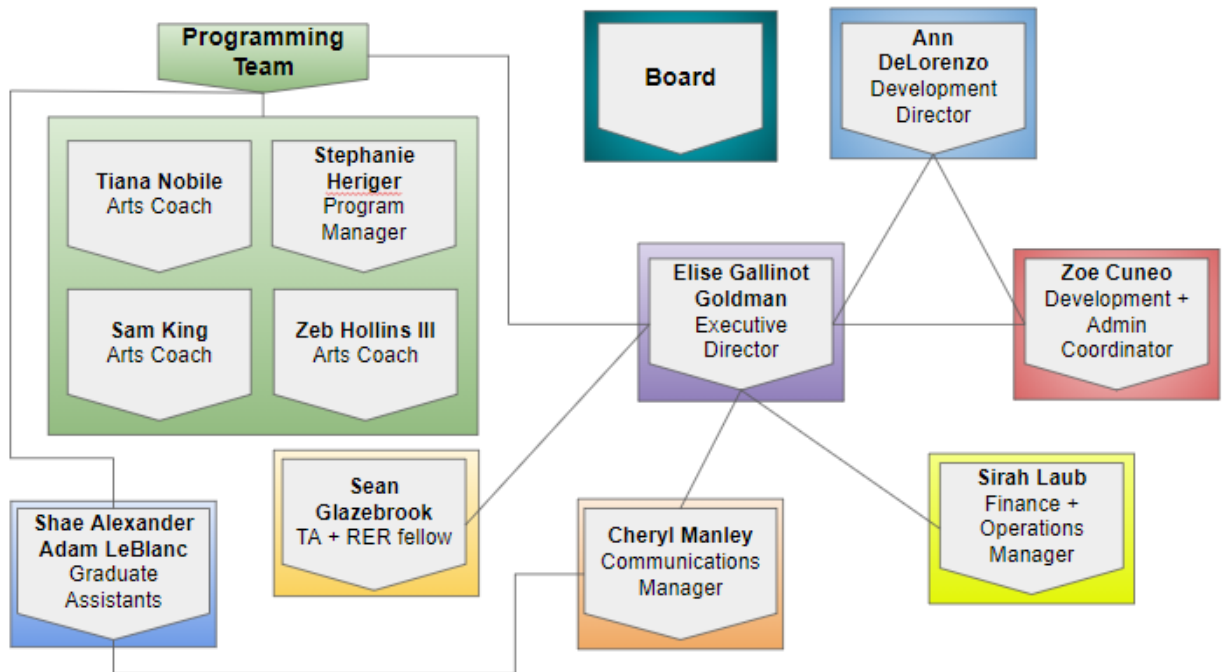 Programming
Team
Board
Ann
DeLorenzo
Development
Director
Tiana Nobile
Arts Coach
Stephanie
Heriger
Program
Manager
Sam King
Arts Coach
Zeb Hollins III
Arts Coach
Elise Gallinot
Goldman
Executive
Director
Zoe Cuneo
Development +
Admin
Coordinator
Shae Alexander
Adam LeBlanc
Graduate
Assistants
Sean
Glazebrook
TA + RER fellow
Cheryl Manley
Communications
Manager
Sirah Laub
Finance +
Operations
Manager